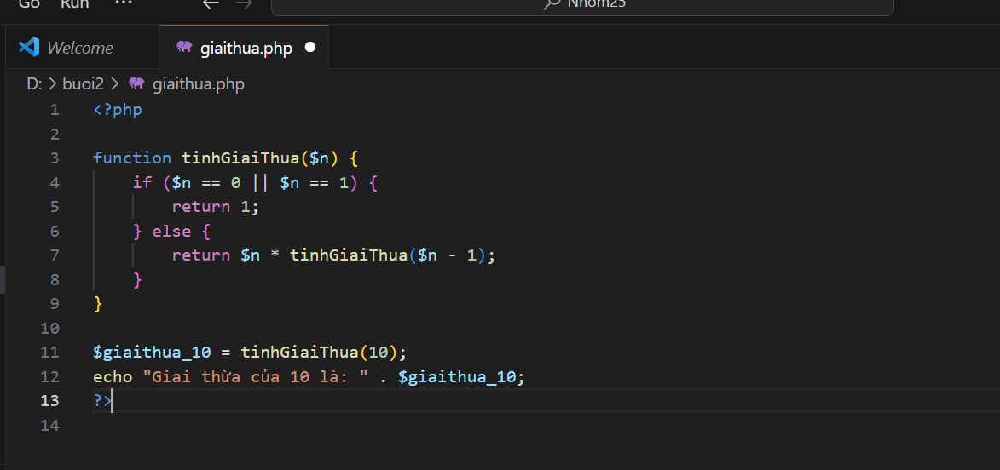 Go Run ... Nhom25
Welcome giaithua.php
D: > buoi2 > giaithua.php
1 <?php
2
3 function tinhGiaiThua($n) {
4 if ($n == 0 || $n == 1) {
5 return 1;
6 } else {
7 return $n * tinhGiaiThua($n - 1);
8 }
9 }
10
11 $giaithua_10 = tinhGiaiThua(10);
12 echo "Giai thừa của 10 là: " . $giaithua_10;
13 ?>
14